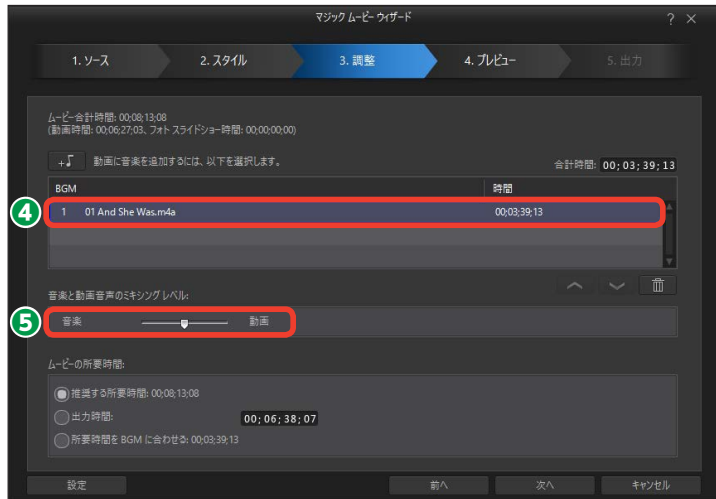 マジック ムービー ウィザード
? ×
1. ソース 2. スタイル 3. 調整 4. プレビュー 5. 出力
ムービー合計時間: 00;08;13;08
(動画時間: 00;06;27;03、フォト スライドショー時間: 00;00;00;00)
動画に音楽を追加するには、以下を選択します。 合計時間: 00;03;39;13
BGM 時間
4 1 01 And She Was.m4a 00;03;39;13
音楽と動画音声のミキシング レベル:
5 音楽 動画
ムービーの所要時間:
推奨する所要時間: 00;08;13;08
出力時間: 00;06;38;07
所要時間を BGM に合わせる: 00;03;39;13
設定 前へ 次へ キャンセル